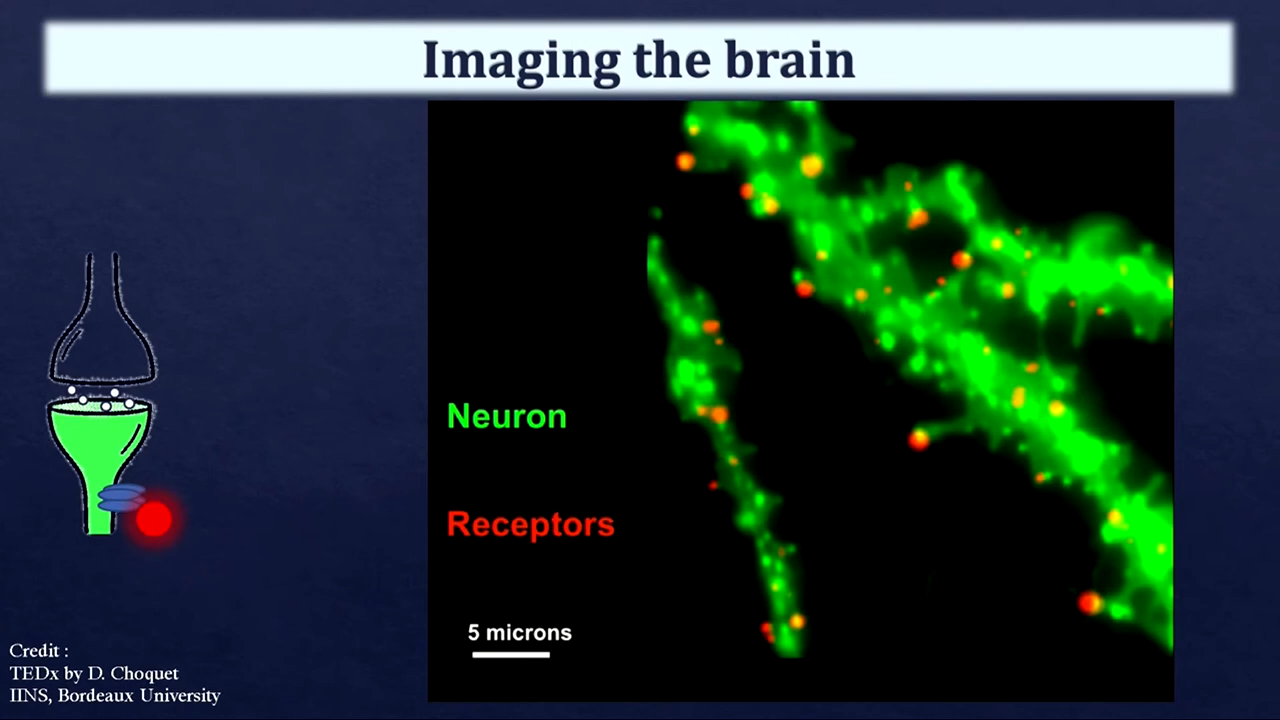 Imaging the brain
Neuron
Receptors
5 microns
Credit :
TEDx by D. Choquet
IINS, Bordeaux University